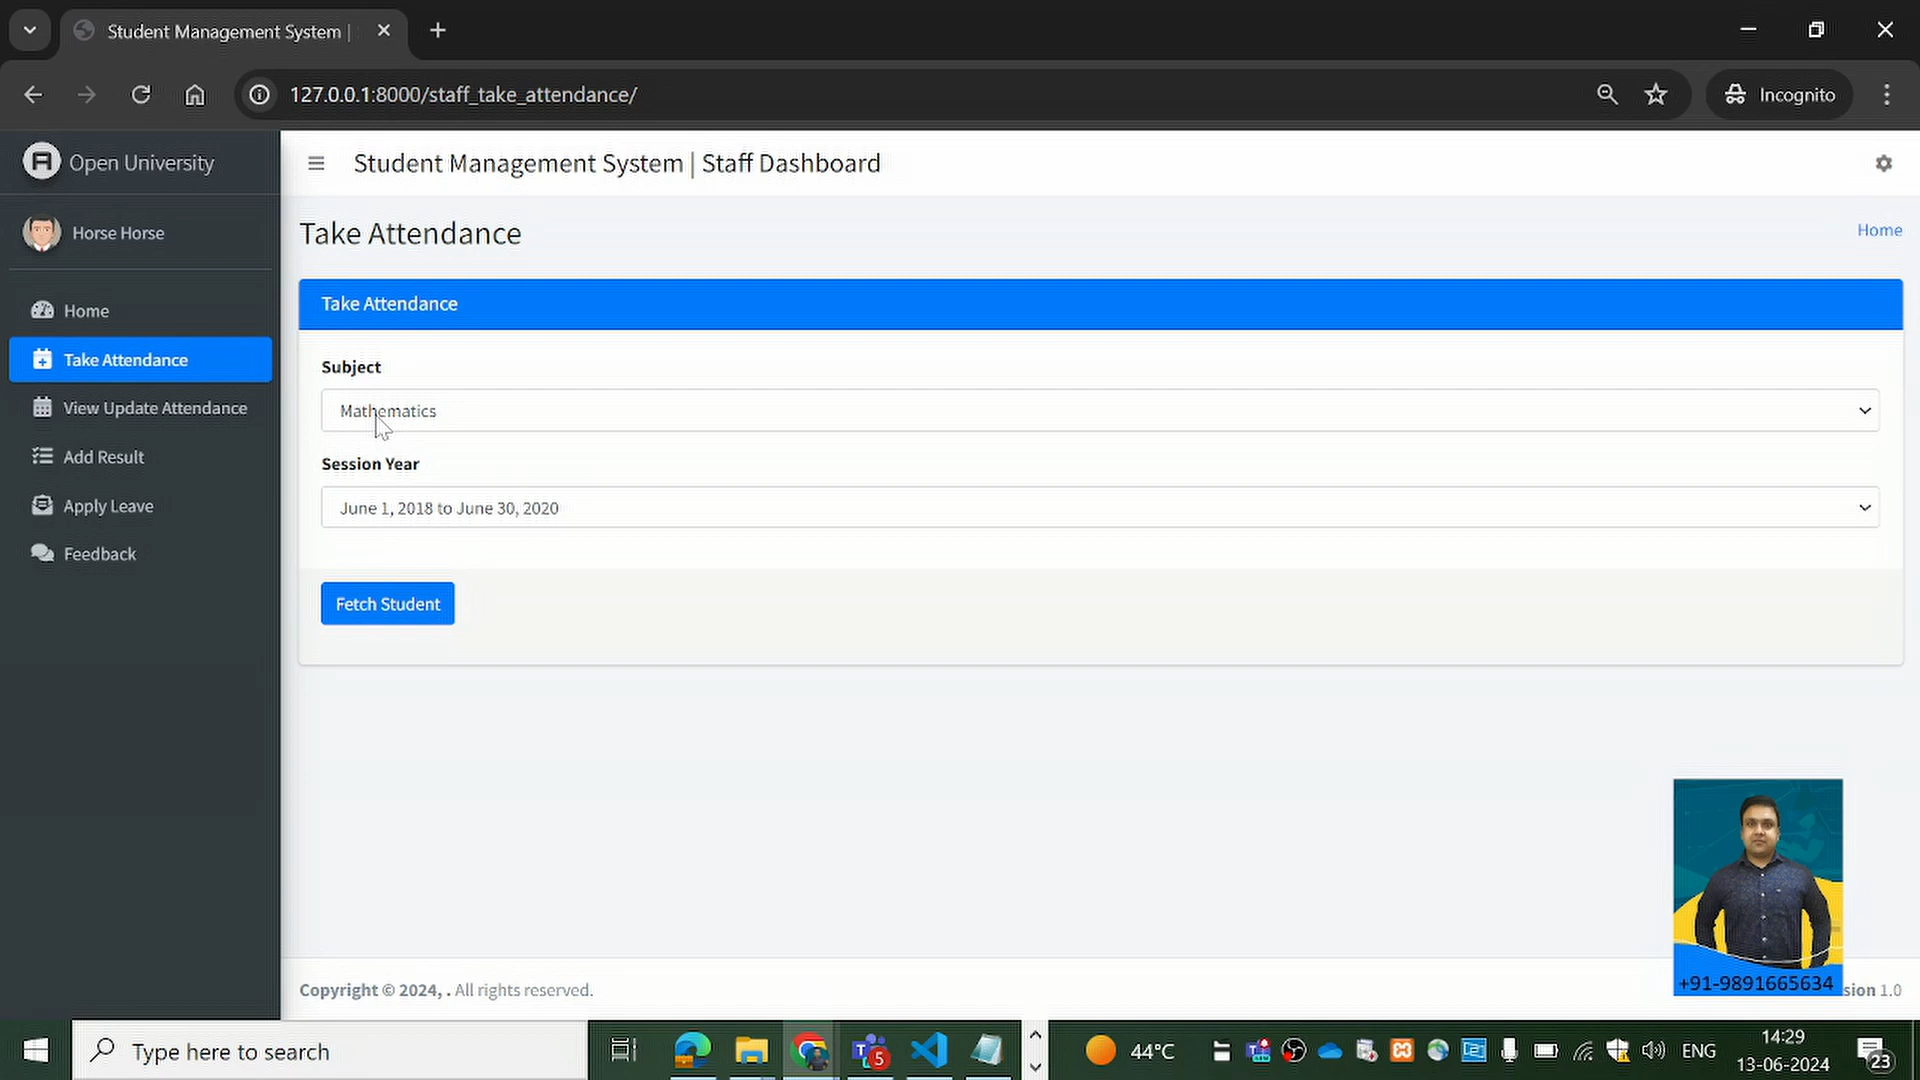 Student Management System |
127.0.0.1:8000/staff_take_attendance/
Incognito
Open University
Student Management System | Staff Dashboard
Horse Horse
Take Attendance
Home
Home
Take Attendance
View Update Attendance
Add Result
Apply Leave
Feedback
Take Attendance
Subject
Mathematics
Session Year
June 1, 2018 to June 30, 2020
Fetch Student
+91-9891665634
Copyright © 2024, . All rights reserved.
sion 1.0
Type here to search
5
44°C
ENG
14:29
13-06-2024
23